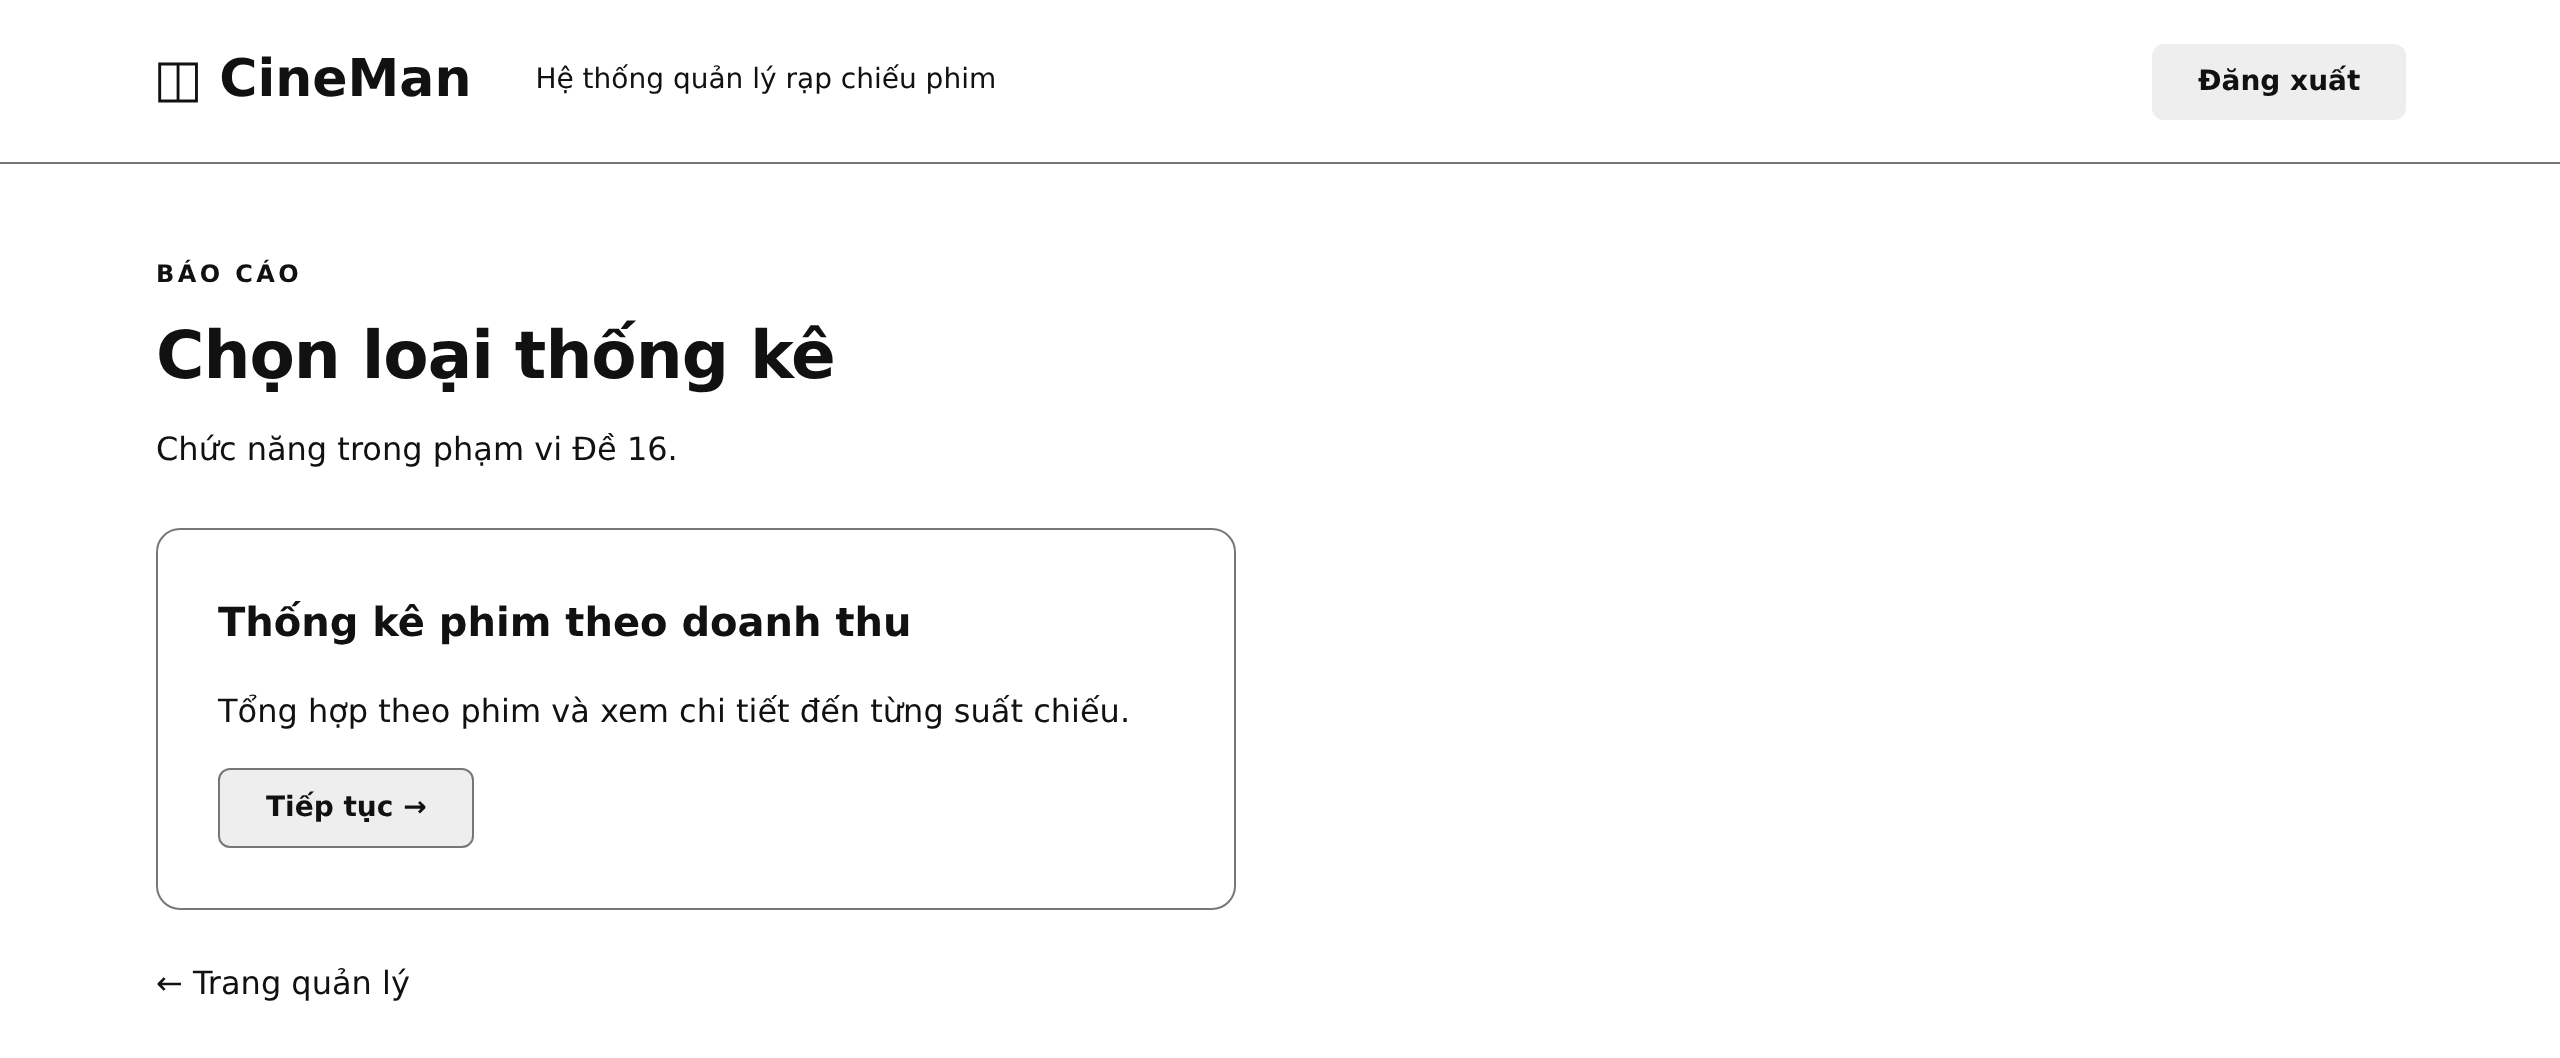 CineMan
Hệ thống quản lý rạp chiếu phim
Đăng xuất
BÁO CÁO
Chọn loại thống kê
Chức năng trong phạm vi Đề 16.
Thống kê phim theo doanh thu
Tổng hợp theo phim và xem chi tiết đến từng suất chiếu.
Tiếp tục →
← Trang quản lý